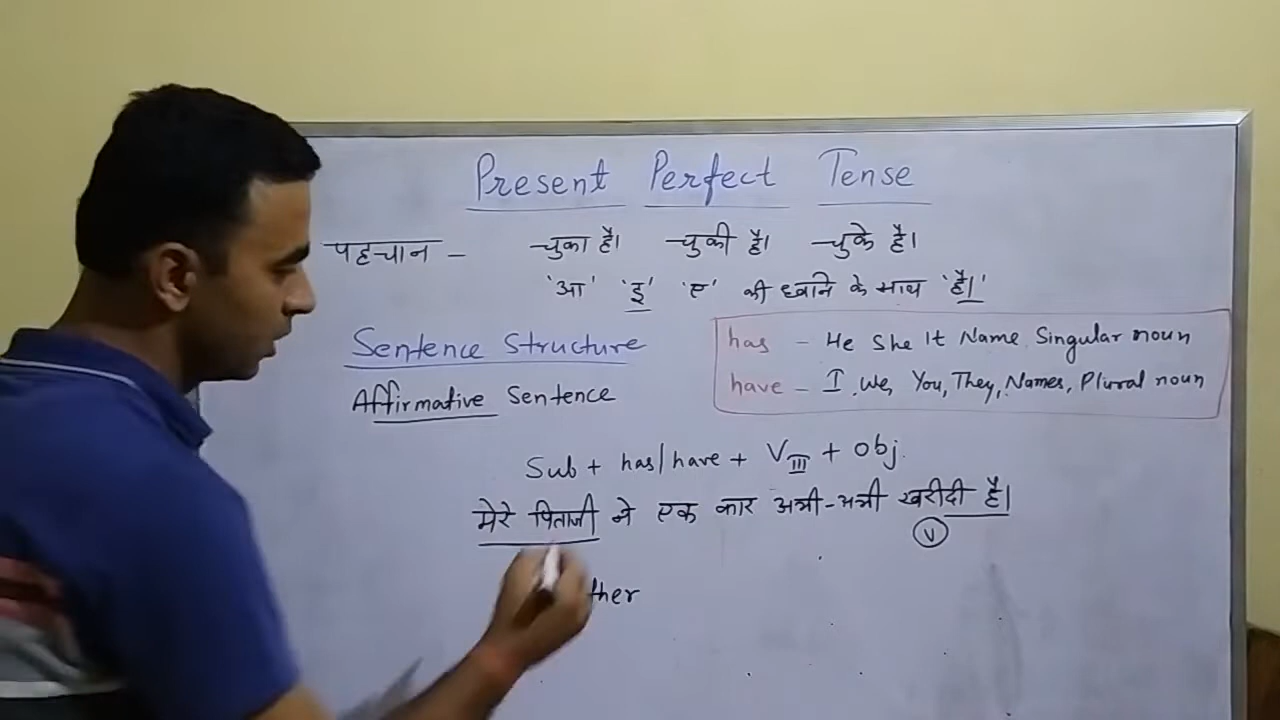 Present Perfect Tense
पहचान - चुका है। चुकी है। चुके है।
'आ' 'इ' 'ए' की ध्वनि के साथ 'है।'
Sentence Structure
has - He She It Name Singular noun
have - I, We, You, They, Names, Plural noun
Affirmative Sentence
Sub + has/have + VIII + Obj.
मेरे पिताजी ने एक कार अभी-अभी खरीदी है।
V
ther